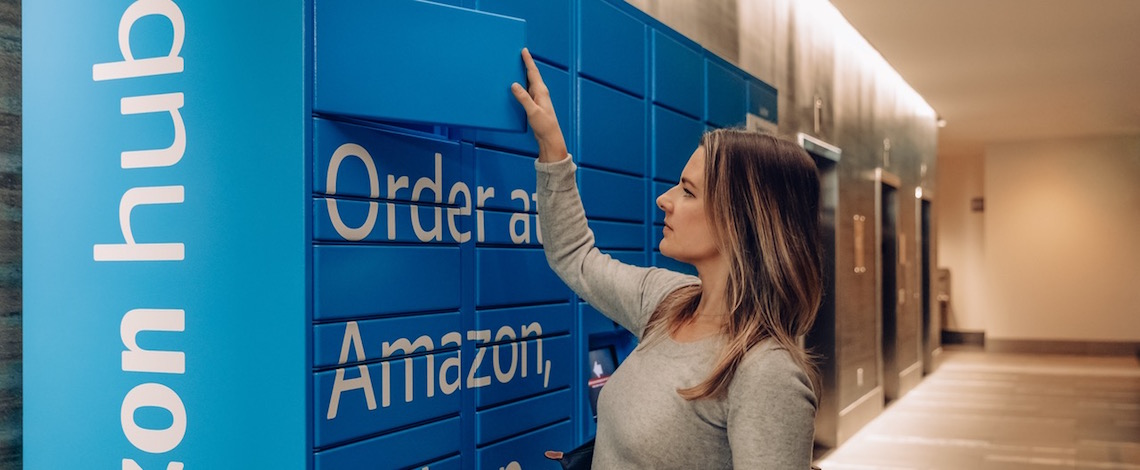 zon hub
Order at
Amazon,